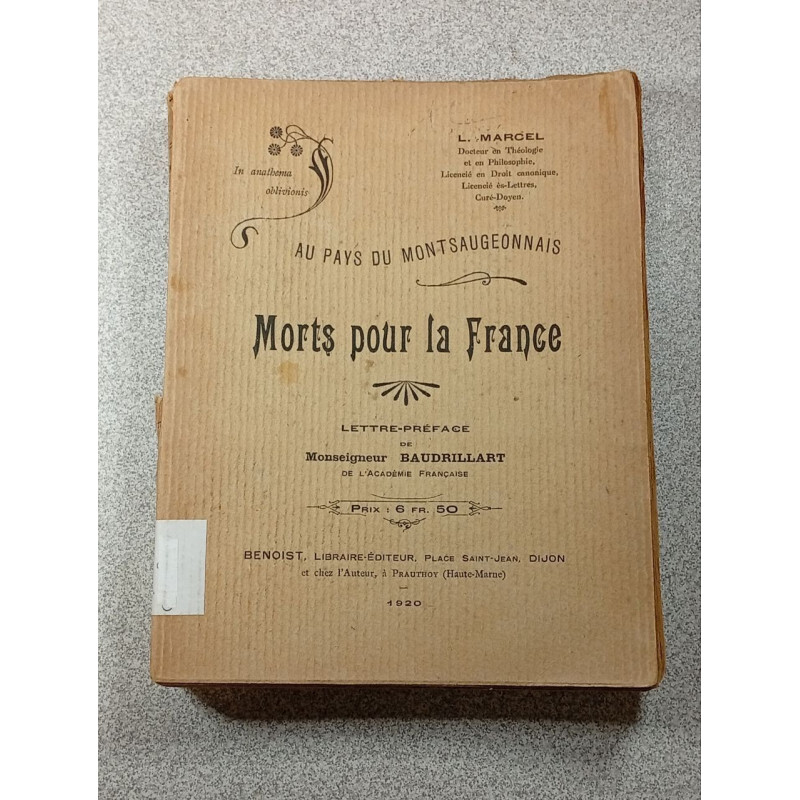 In anathema
oblivionis
L. MARCEL
Docteur en Théologie
et en Philosophie,
Licencié en Droit canonique,
Licencié ès-Lettres,
Curé-Doyen.
AU PAYS DU MONTSAUGEONNAIS
Morts pour la France
LETTRE-PRÉFACE
DE
Monseigneur BAUDRILLART
DE L'ACADÉMIE FRANÇAISE
PRIX : 6 FR. 50
BENOIST, LIBRAIRE-ÉDITEUR, PLACE SAINT-JEAN, DIJON
et chez l'Auteur, à PRAUTHOY (Haute-Marne)
1920